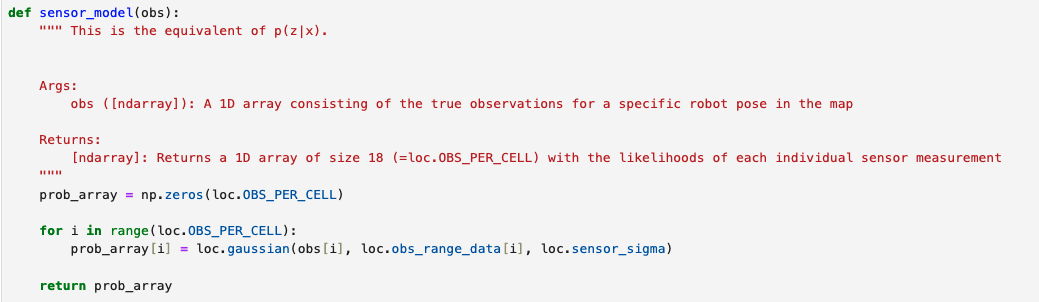 def sensor_model(obs):
    """ This is the equivalent of p(z|x).
    Args:
        obs ([ndarray]): A 1D array consisting of the true observations for a specific robot pose in the map
    Returns:
        [ndarray]: Returns a 1D array of size 18 (=loc.OBS_PER_CELL) with the likelihoods of each individual sensor measurement
    """
    prob_array = np.zeros(loc.OBS_PER_CELL)
    for i in range(loc.OBS_PER_CELL):
        prob_array[i] = loc.gaussian(obs[i], loc.obs_range_data[i], loc.sensor_sigma)
    return prob_array